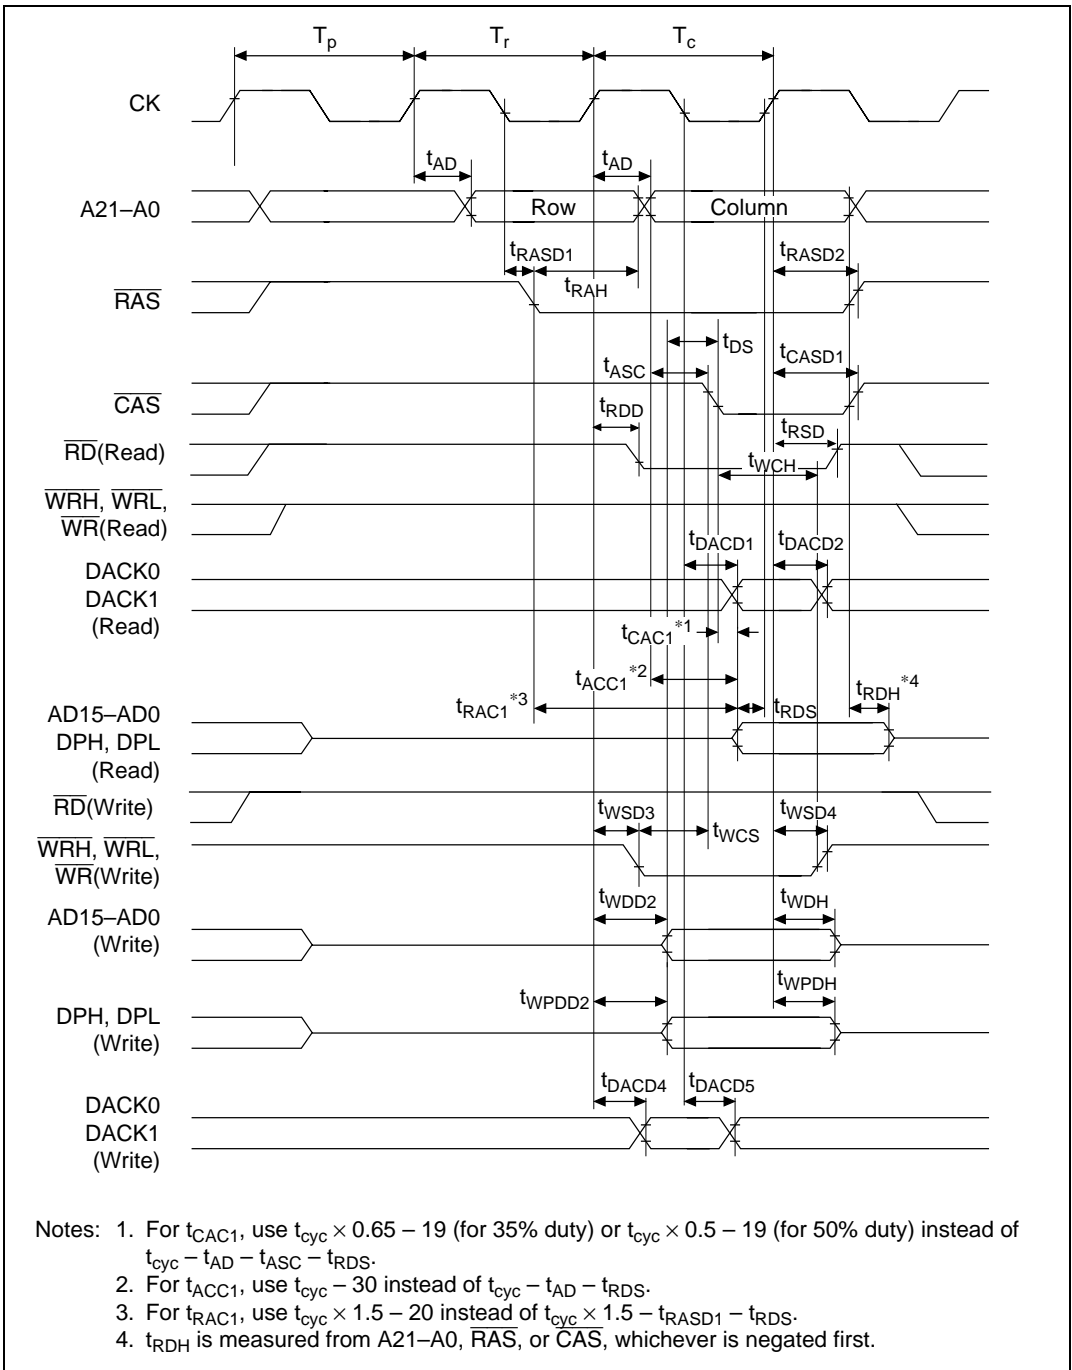 Tp Tr Tc
CK
tAD tAD
A21–A0 Row Column
tRASD1 tRASD2
tRAH
RAS
tDS
tASC tCASD1
CAS
tRDD
tRSD
RD(Read)
tWCH
WRH, WRL,
WR(Read)
tDACD1 tDACD2
DACK0
DACK1
(Read)
tCAC1*1
tACC1*2
tRAC1*3 tRDS tRDH*4
AD15–AD0
DPH, DPL
(Read)
RD(Write)
tWSD3 tWCS tWSD4
WRH, WRL,
WR(Write)
tWDD2 tWDH
AD15–AD0
(Write)
tWPDD2 tWPDH
DPH, DPL
(Write)
tDACD4 tDACD5
DACK0
DACK1
(Write)
Notes: 1. For tCAC1, use tcyc × 0.65 – 19 (for 35% duty) or tcyc × 0.5 – 19 (for 50% duty) instead of
tcyc – tAD – tASC – tRDS.
2. For tACC1, use tcyc – 30 instead of tcyc – tAD – tRDS.
3. For tRAC1, use tcyc × 1.5 – 20 instead of tcyc × 1.5 – tRASD1 – tRDS.
4. tRDH is measured from A21–A0, RAS, or CAS, whichever is negated first.